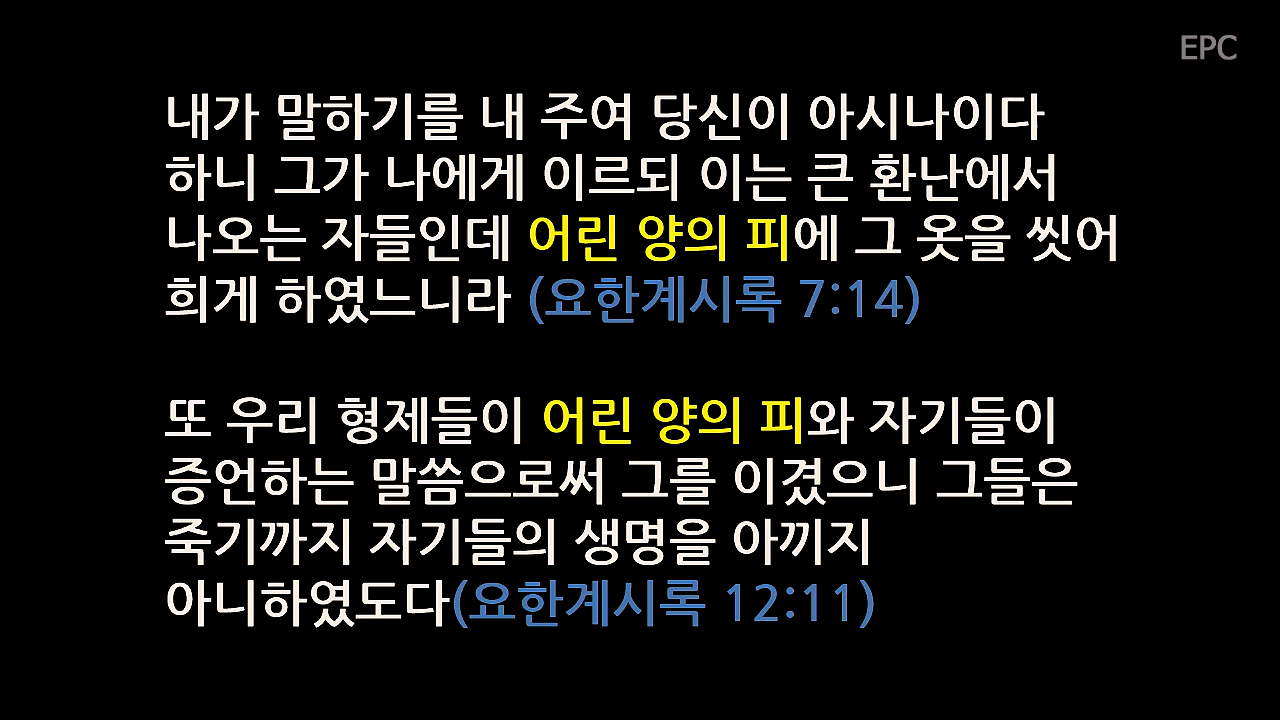 EPC
내가 말하기를 내 주여 당신이 아시나이다
하니 그가 나에게 이르되 이는 큰 환난에서
나오는 자들인데 어린 양의 피에 그 옷을 씻어
희게 하였느니라 (요한계시록 7:14)
또 우리 형제들이 어린 양의 피와 자기들이
증언하는 말씀으로써 그를 이겼으니 그들은
죽기까지 자기들의 생명을 아끼지
아니하였도다(요한계시록 12:11)